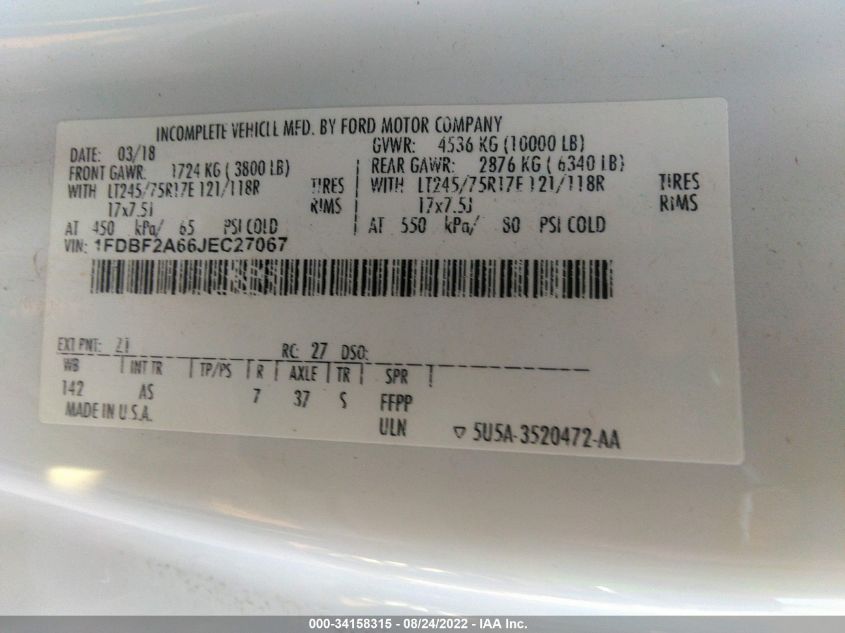 INCOMPLETE VEHICLE MFD. BY FORD MOTOR COMPANY
DATE: 03/18 GVWR: 4536 KG (10000 LB)
FRONT GAWR: 1724 KG (3800 LB) REAR GAWR: 2876 KG (6340 LB)
WITH LT245/75R17E 121/118R TIRES WITH LT245/75R17E 121/118R TIRES
17x7.5J RIMS 17x7.5J RIMS
AT 450 kPa/ 65 PSI COLD AT 550 kPa/ 80 PSI COLD
VIN: 1FDBF2A66JEC27067
EXT PNT: Z1 RC: 27 DSO:
WB INT TR TP/PS R AXLE TR SPR
142 AS 7 37 S FFPP
MADE IN U.S.A. ULN ▽ 5U5A-3520472-AA
000-34158315 - 08/24/2022 - IAA Inc.